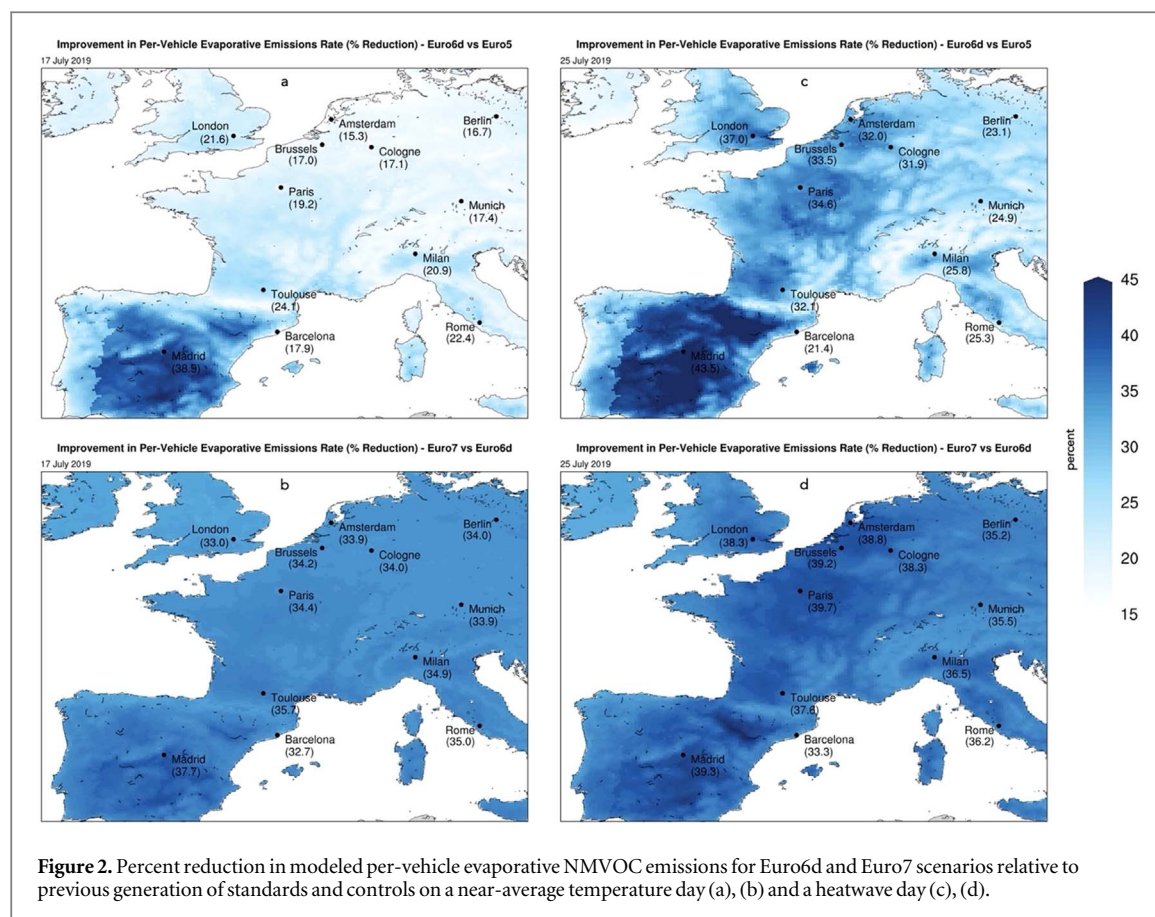 Improvement in Per-Vehicle Evaporative Emissions Rate (% Reduction) - Euro6d vs Euro5
17 July 2019
a
London
(21.6)
Amsterdam
(15.3)
Berlin
(16.7)
Brussels
(17.0)
Cologne
(17.1)
Paris
(19.2)
Munich
(17.4)
Milan
(20.9)
Toulouse
(24.1)
Barcelona
(17.9)
Rome
(22.4)
Madrid
(38.9)
Improvement in Per-Vehicle Evaporative Emissions Rate (% Reduction) - Euro6d vs Euro5
25 July 2019
c
London
(37.0)
Amsterdam
(32.0)
Berlin
(23.1)
Brussels
(33.5)
Cologne
(31.9)
Paris
(34.6)
Munich
(24.9)
Milan
(25.8)
Toulouse
(32.1)
Barcelona
(21.4)
Rome
(25.3)
Madrid
(43.5)
Improvement in Per-Vehicle Evaporative Emissions Rate (% Reduction) - Euro7 vs Euro6d
17 July 2019
b
London
(33.0)
Amsterdam
(33.9)
Berlin
(34.0)
Brussels
(34.2)
Cologne
(34.0)
Paris
(34.4)
Munich
(33.9)
Milan
(34.9)
Toulouse
(35.7)
Barcelona
(32.7)
Rome
(35.0)
Madrid
(37.7)
Improvement in Per-Vehicle Evaporative Emissions Rate (% Reduction) - Euro7 vs Euro6d
25 July 2019
d
London
(38.3)
Amsterdam
(38.8)
Berlin
(35.2)
Brussels
(39.2)
Cologne
(38.3)
Paris
(39.7)
Munich
(35.5)
Milan
(36.5)
Toulouse
(37.6)
Barcelona
(33.3)
Rome
(36.2)
Madrid
(39.3)
45
40
35
30
25
20
15
percent
Figure 2. Percent reduction in modeled per-vehicle evaporative NMVOC emissions for Euro6d and Euro7 scenarios relative to
previous generation of standards and controls on a near-average temperature day (a), (b) and a heatwave day (c), (d).